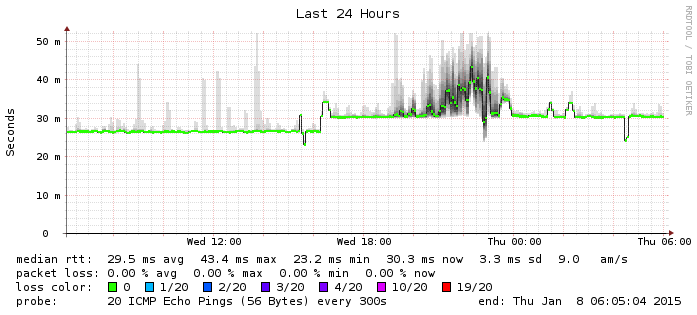 Last 24 Hours
RRDTOOL / TOBI OETIKER
Seconds
50 m
40 m
30 m
20 m
10 m
0
Wed 12:00 Wed 18:00 Thu 00:00 Thu 06:00
median rtt: 29.5 ms avg 43.4 ms max 23.2 ms min 30.3 ms now 3.3 ms sd 9.0 am/s
packet loss: 0.00 % avg 0.00 % max 0.00 % min 0.00 % now
loss color: 0 1/20 2/20 3/20 4/20 10/20 19/20
probe: 20 ICMP Echo Pings (56 Bytes) every 300s end: Thu Jan 8 06:05:04 2015